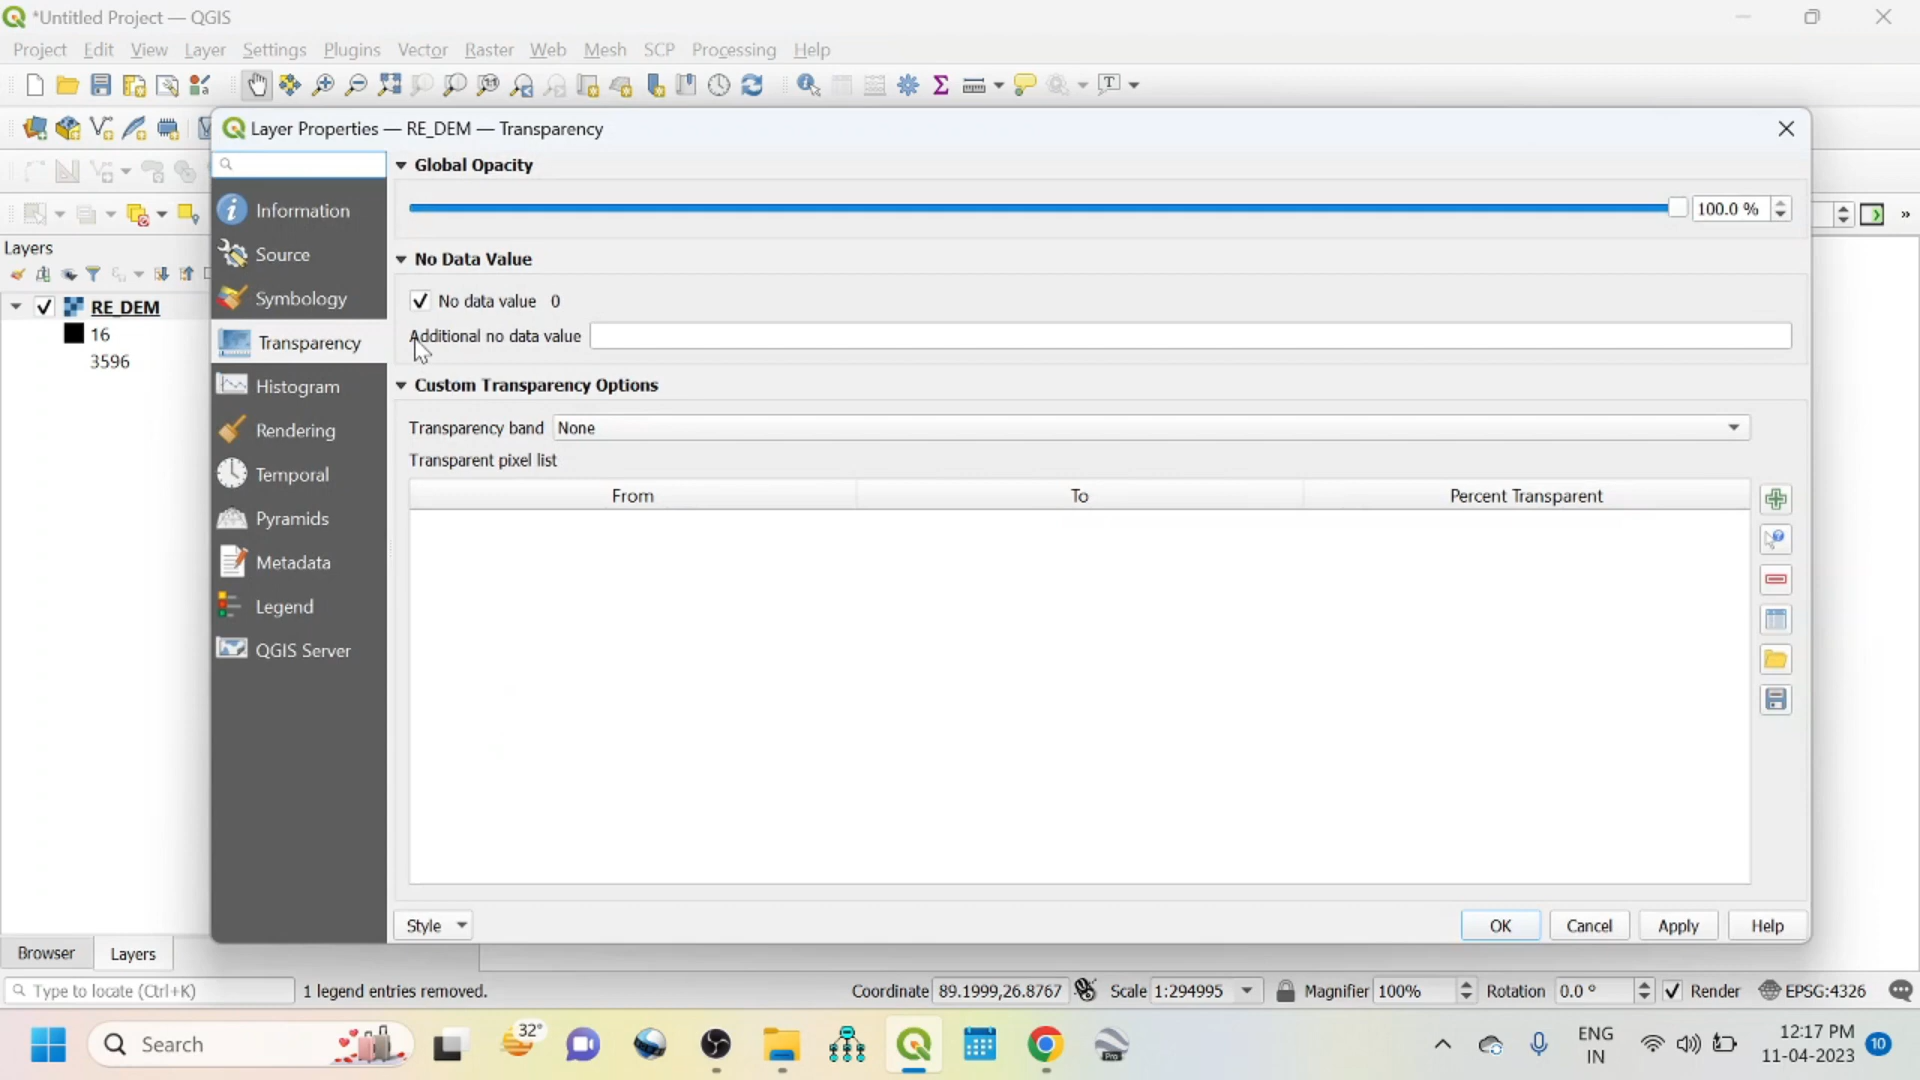 *Untitled Project — QGIS
Project Edit View Layer Settings Plugins Vector Raster Web Mesh SCP Processing Help
Layer Properties — RE_DEM — Transparency
Global Opacity
100.0 %
Information
Source
Symbology
Transparency
Histogram
Rendering
Temporal
Pyramids
Metadata
Legend
QGIS Server
No Data Value
No data value 0
Additional no data value
Custom Transparency Options
Transparency band None
Transparent pixel list
From To Percent Transparent
Layers
RE_DEM
16
3596
Style
OK Cancel Apply Help
Browser Layers
Type to locate (Ctrl+K) 1 legend entries removed. Coordinate 89.1999,26.8767 Scale 1:294995 Magnifier 100% Rotation 0.0 ° Render EPSG:4326
Search
32°
Pro
ENG
IN
12:17 PM
11-04-2023
10